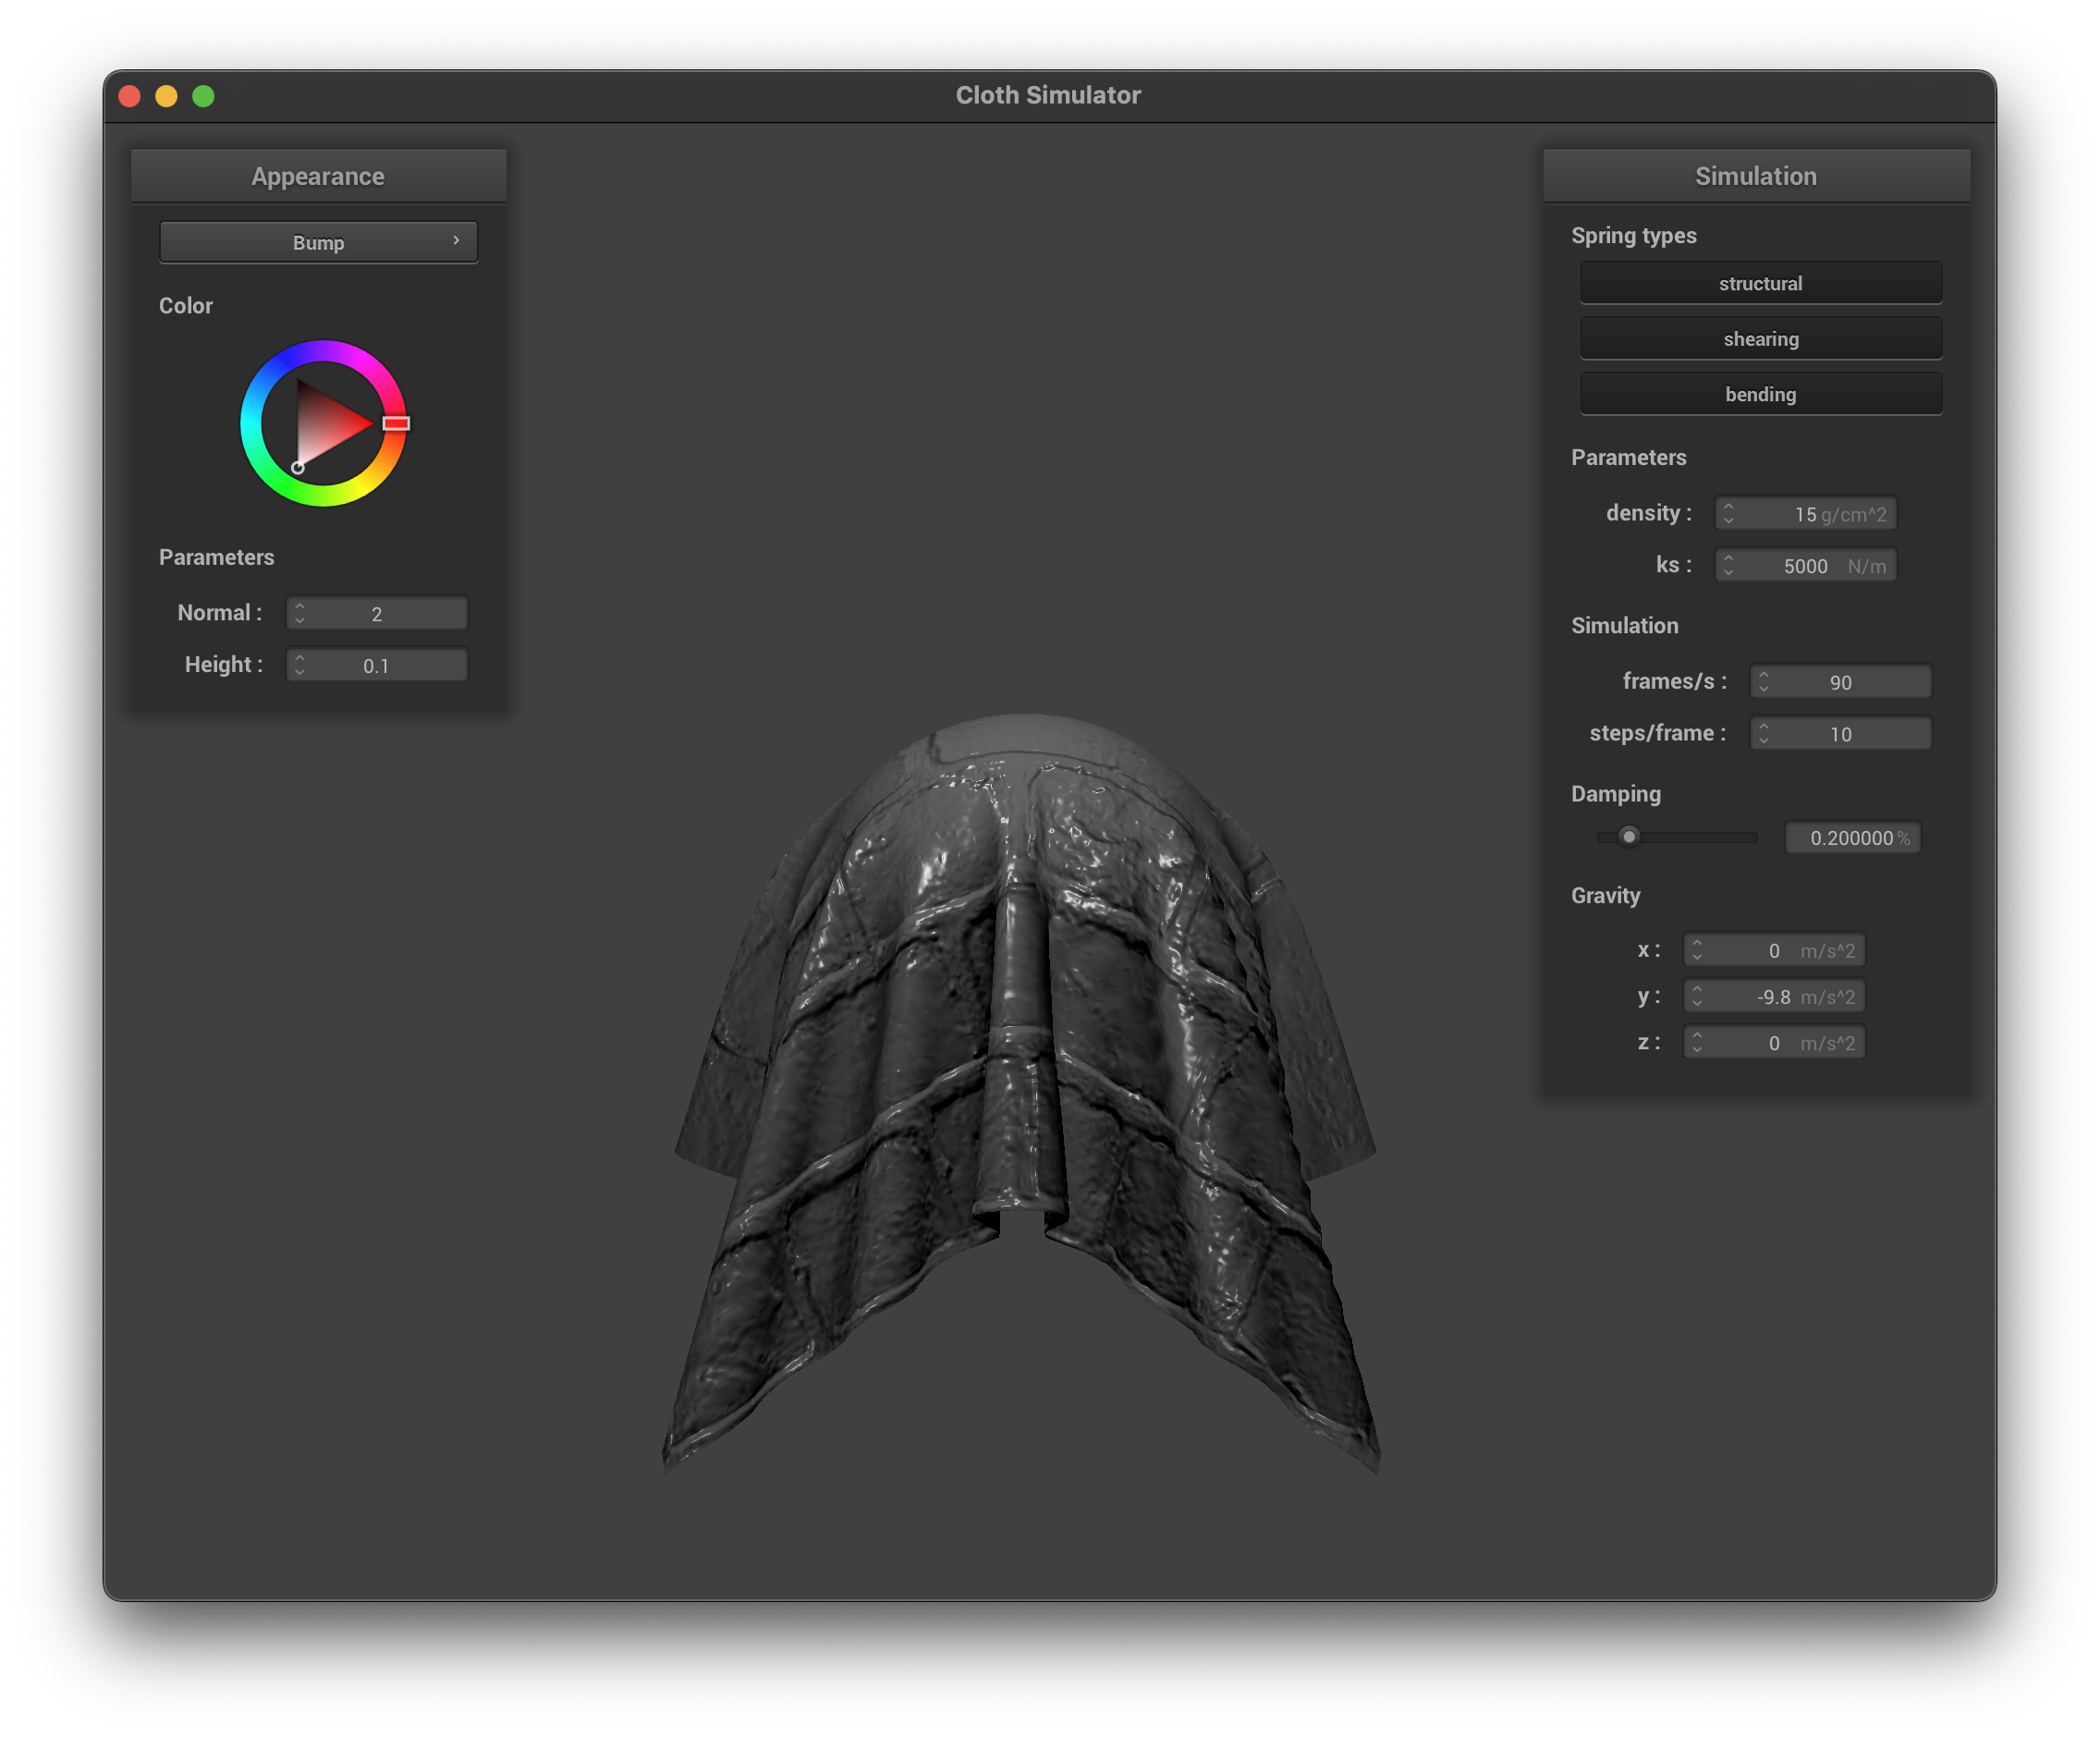 Cloth Simulator
Appearance
Bump
Color
Parameters
Normal : 2
Height : 0.1
Simulation
Spring types
structural
shearing
bending
Parameters
density : 15 g/cm^2
ks : 5000 N/m
Simulation
frames/s : 90
steps/frame : 10
Damping
0.200000 %
Gravity
x : 0 m/s^2
y : -9.8 m/s^2
z : 0 m/s^2